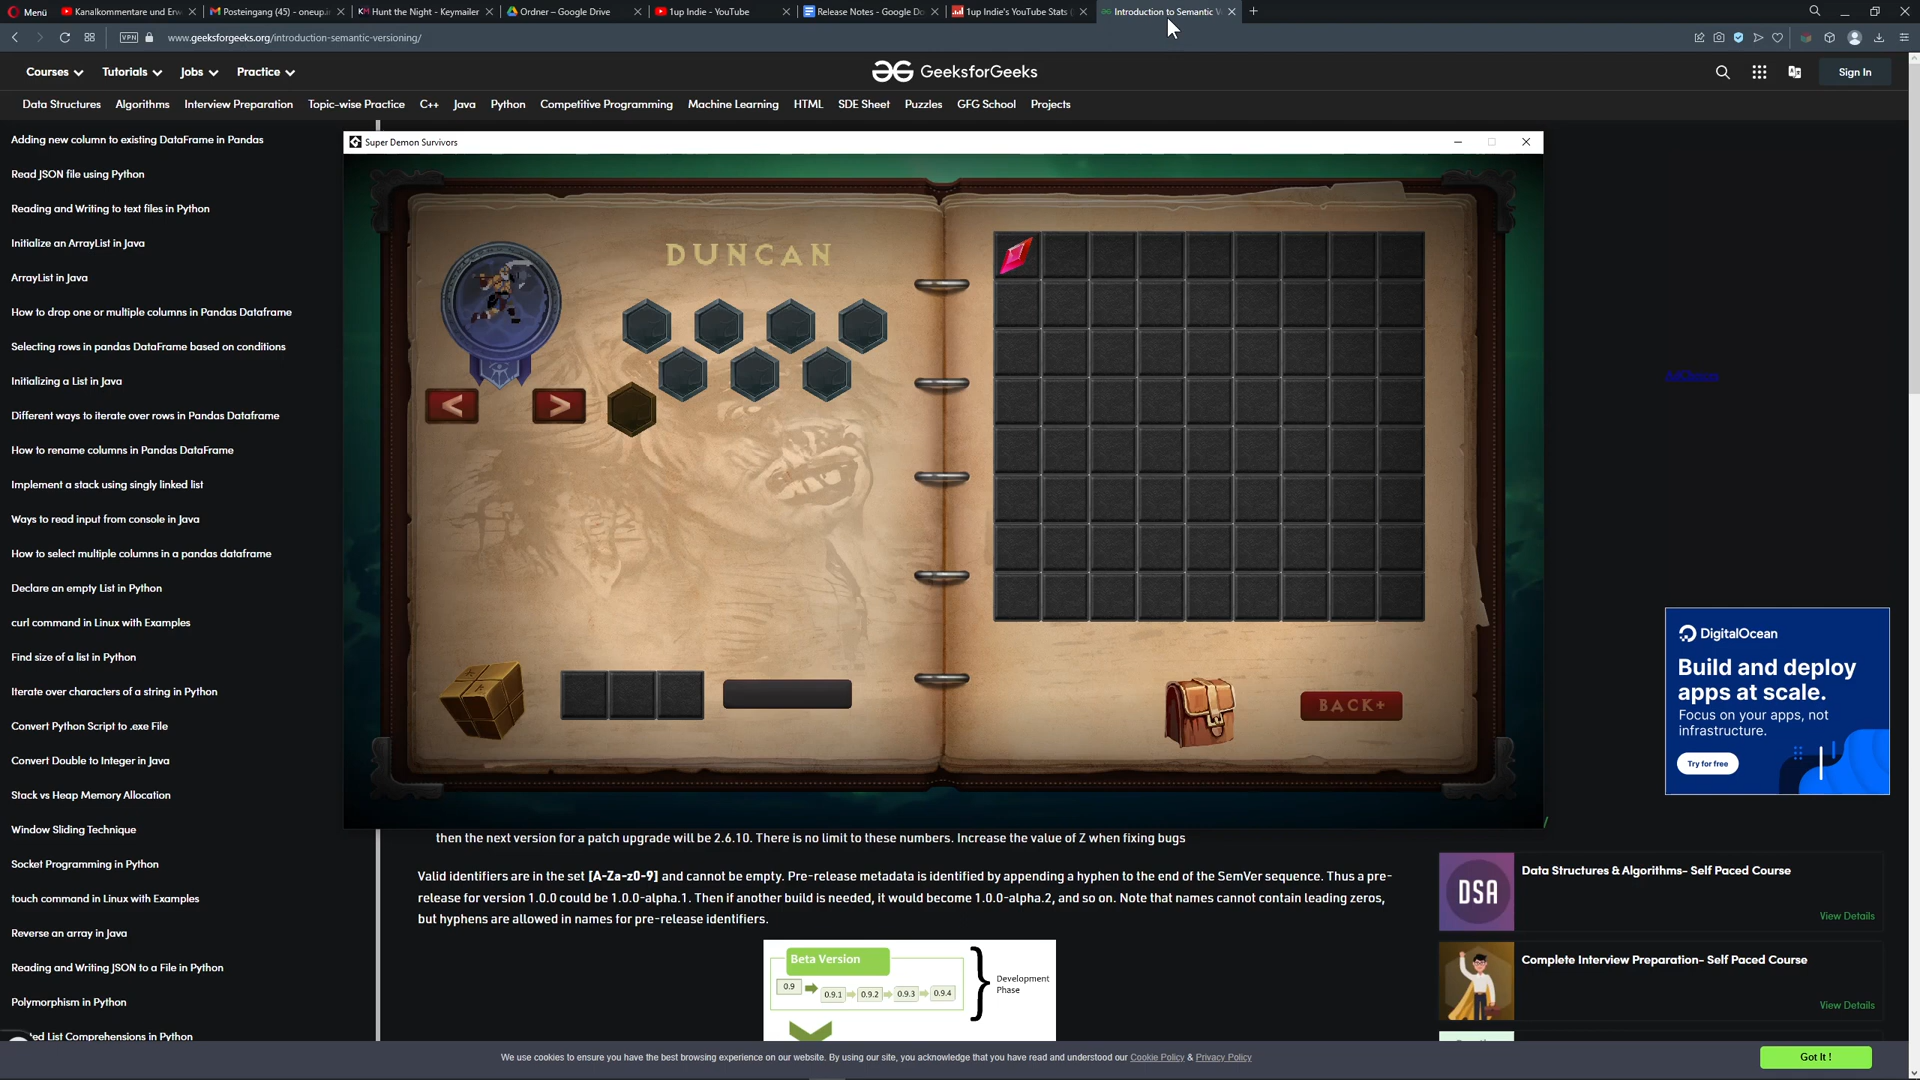 Menü
Kanalkommentare und Erw
Posteingang (45) - oneup.in
Hunt the Night - Keymailer
Ordner – Google Drive
1up Indie - YouTube
Release Notes - Google Do
1up Indie's YouTube Stats (
Introduction to Semantic V
VPN
www.geeksforgeeks.org/introduction-semantic-versioning/
Courses
Tutorials
Jobs
Practice
GeeksforGeeks
Sign In
Data Structures
Algorithms
Interview Preparation
Topic-wise Practice
C++
Java
Python
Competitive Programming
Machine Learning
HTML
SDE Sheet
Puzzles
GFG School
Projects
Adding new column to existing DataFrame in Pandas
Read JSON file using Python
Reading and Writing to text files in Python
Initialize an ArrayList in Java
ArrayList in Java
How to drop one or multiple columns in Pandas Dataframe
Selecting rows in pandas DataFrame based on conditions
Initializing a List in Java
Different ways to iterate over rows in Pandas Dataframe
How to rename columns in Pandas DataFrame
Implement a stack using singly linked list
Ways to read input from console in Java
How to select multiple columns in a pandas dataframe
Declare an empty List in Python
curl command in Linux with Examples
Find size of a list in Python
Iterate over characters of a string in Python
Convert Python Script to .exe File
Convert Double to Integer in Java
Stack vs Heap Memory Allocation
Window Sliding Technique
Socket Programming in Python
touch command in Linux with Examples
Reverse an array in Java
Reading and Writing JSON to a File in Python
Polymorphism in Python
ted List Comprehensions in Python
Super Demon Survivors
DUNCAN
<
>
BACK+
then the next version for a patch upgrade will be 2.6.10. There is no limit to these numbers. Increase the value of Z when fixing bugs
Valid identifiers are in the set [A-Za-z0-9] and cannot be empty. Pre-release metadata is identified by appending a hyphen to the end of the SemVer sequence. Thus a pre-
release for version 1.0.0 could be 1.0.0-alpha.1. Then if another build is needed, it would become 1.0.0-alpha.2, and so on. Note that names cannot contain leading zeros,
but hyphens are allowed in names for pre-release identifiers.
Beta Version
0.9
0.9.1
0.9.2
0.9.3
0.9.4
Development
Phase
AdChoices
DigitalOcean
Build and deploy
apps at scale.
Focus on your apps, not
infrastructure.
Try for free
DSA
Data Structures & Algorithms- Self Paced Course
View Details
Complete Interview Preparation- Self Paced Course
View Details
We use cookies to ensure you have the best browsing experience on our website. By using our site, you acknowledge that you have read and understood our Cookie Policy & Privacy Policy
Got It !